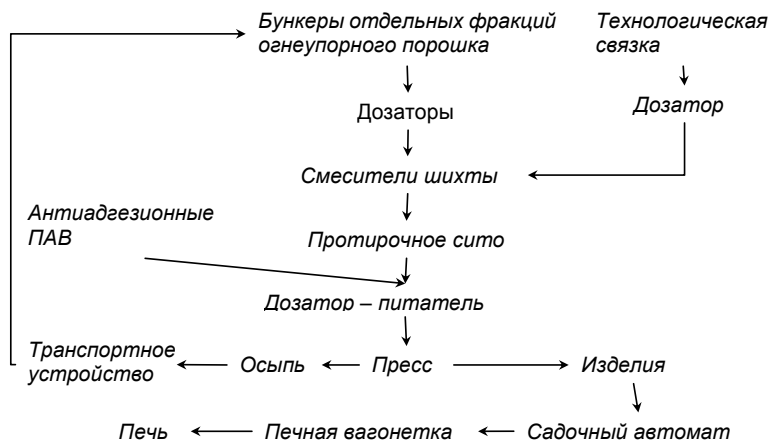 Бункеры отдельных фракций
огнеупорного порошка
Технологическая
связка
Дозаторы
Дозатор
Смесители шихты
Антиадгезионные
ПАВ
Протирочное сито
Дозатор – питатель
Транспортное
устройство
Осыпь
Пресс
Изделия
Печь
Печная вагонетка
Садочный автомат